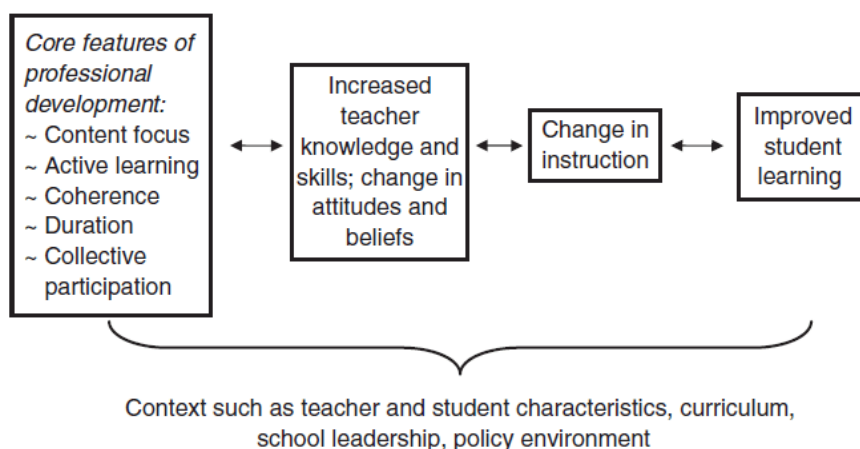 Core features of
professional
development:
~ Content focus
~ Active learning
~ Coherence
~ Duration
~ Collective
participation
Increased
teacher
knowledge and
skills; change in
attitudes and
beliefs
Change in
instruction
Improved
student
learning
Context such as teacher and student characteristics, curriculum,
school leadership, policy environment